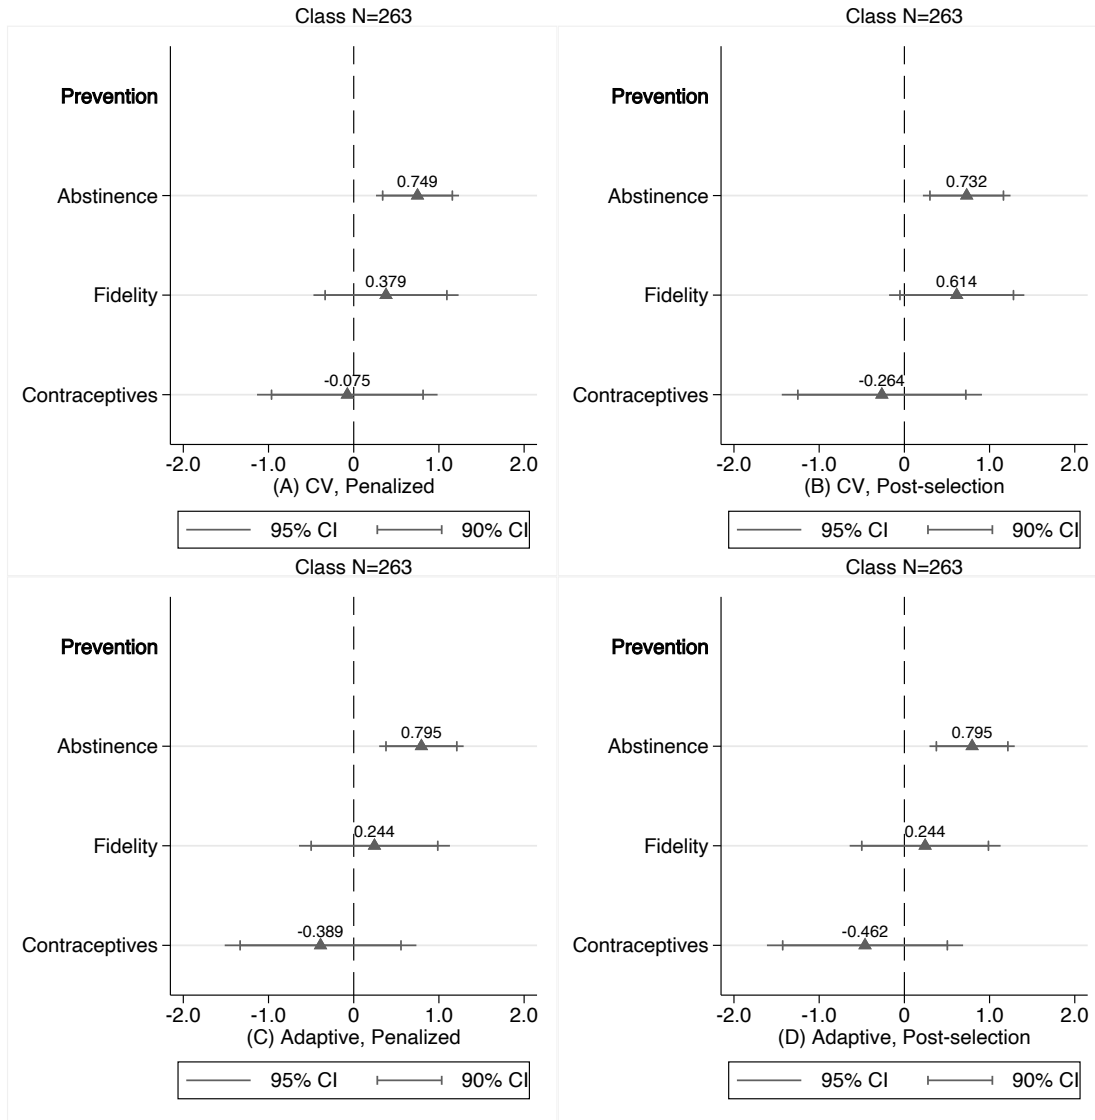 Class N=263
Prevention
Abstinence
0.749
Fidelity
0.379
Contraceptives
-0.075
-2.0 -1.0 0 1.0 2.0
(A) CV, Penalized
95% CI 90% CI
Class N=263
Prevention
Abstinence
0.732
Fidelity
0.614
Contraceptives
-0.264
-2.0 -1.0 0 1.0 2.0
(B) CV, Post-selection
95% CI 90% CI
Class N=263
Prevention
Abstinence
0.795
Fidelity
0.244
Contraceptives
-0.389
-2.0 -1.0 0 1.0 2.0
(C) Adaptive, Penalized
95% CI 90% CI
Class N=263
Prevention
Abstinence
0.795
Fidelity
0.244
Contraceptives
-0.462
-2.0 -1.0 0 1.0 2.0
(D) Adaptive, Post-selection
95% CI 90% CI